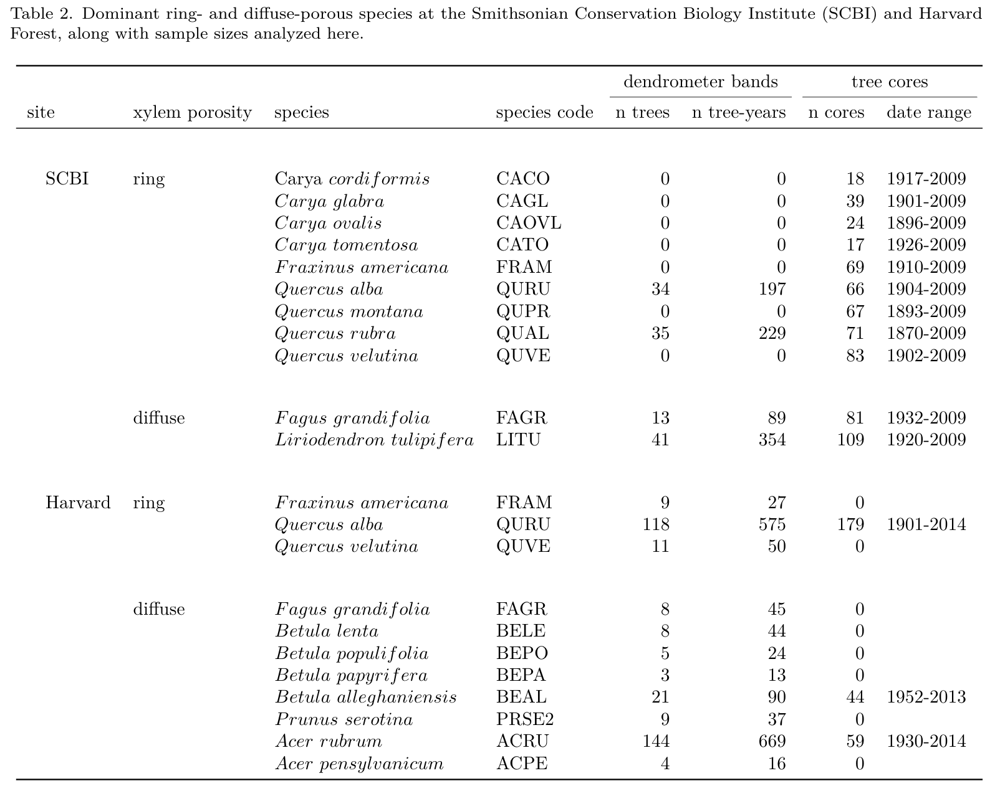 Table 2. Dominant ring- and diffuse-porous species at the Smithsonian Conservation Biology Institute (SCBI) and Harvard
Forest, along with sample sizes analyzed here.
dendrometer bands tree cores
site xylem porosity species species code n trees n tree-years n cores date range
SCBI ring Carya cordiformis CACO 0 0 18 1917-2009
Carya glabra CAGL 0 0 39 1901-2009
Carya ovalis CAOVL 0 0 24 1896-2009
Carya tomentosa CATO 0 0 17 1926-2009
Fraxinus americana FRAM 0 0 69 1910-2009
Quercus alba QURU 34 197 66 1904-2009
Quercus montana QUPR 0 0 67 1893-2009
Quercus rubra QUAL 35 229 71 1870-2009
Quercus velutina QUVE 0 0 83 1902-2009
diffuse Fagus grandifolia FAGR 13 89 81 1932-2009
Liriodendron tulipifera LITU 41 354 109 1920-2009
Harvard ring Fraxinus americana FRAM 9 27 0
Quercus alba QURU 118 575 179 1901-2014
Quercus velutina QUVE 11 50 0
diffuse Fagus grandifolia FAGR 8 45 0
Betula lenta BELE 8 44 0
Betula populifolia BEPO 5 24 0
Betula papyrifera BEPA 3 13 0
Betula alleghaniensis BEAL 21 90 44 1952-2013
Prunus serotina PRSE2 9 37 0
Acer rubrum ACRU 144 669 59 1930-2014
Acer pensylvanicum ACPE 4 16 0